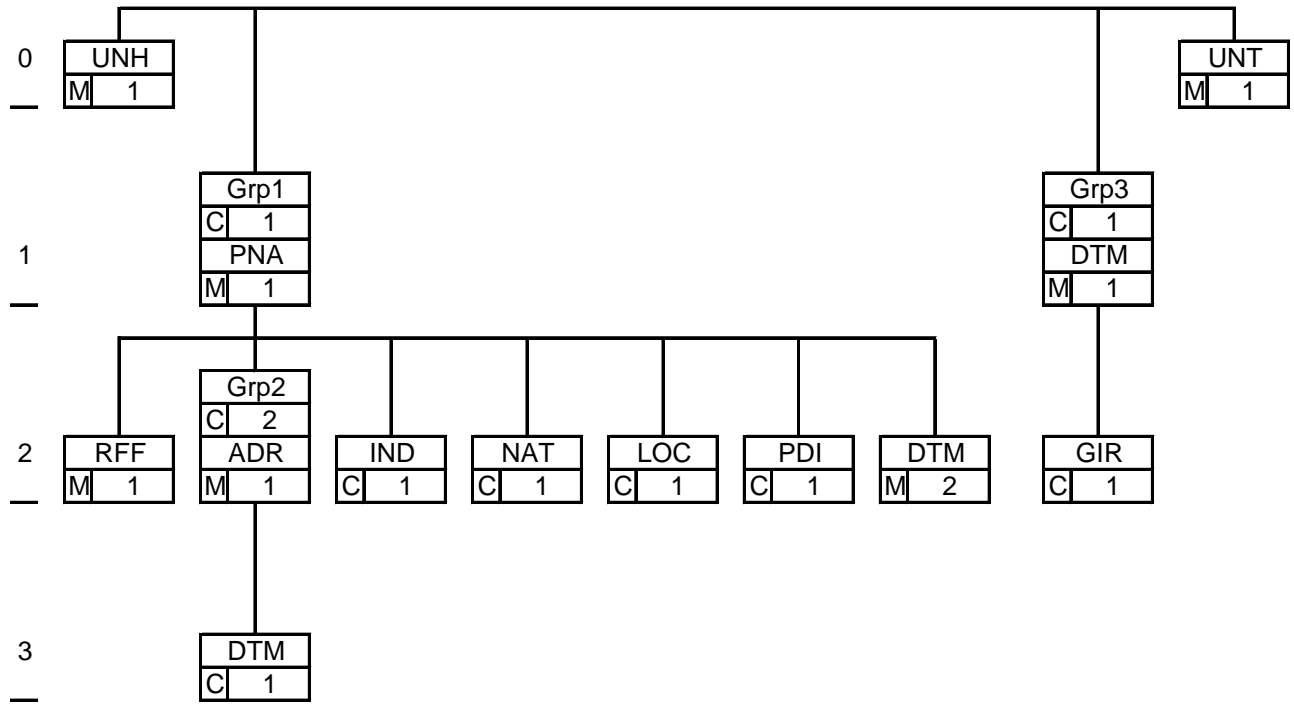 0 UNH UNT
M 1 M 1
Grp1 Grp3
C 1 C 1
1 PNA DTM
M 1 M 1
Grp2
C 2
2 RFF ADR IND NAT LOC PDI DTM GIR
M 1 M 1 C 1 C 1 C 1 C 1 M 2 C 1
3 DTM
C 1